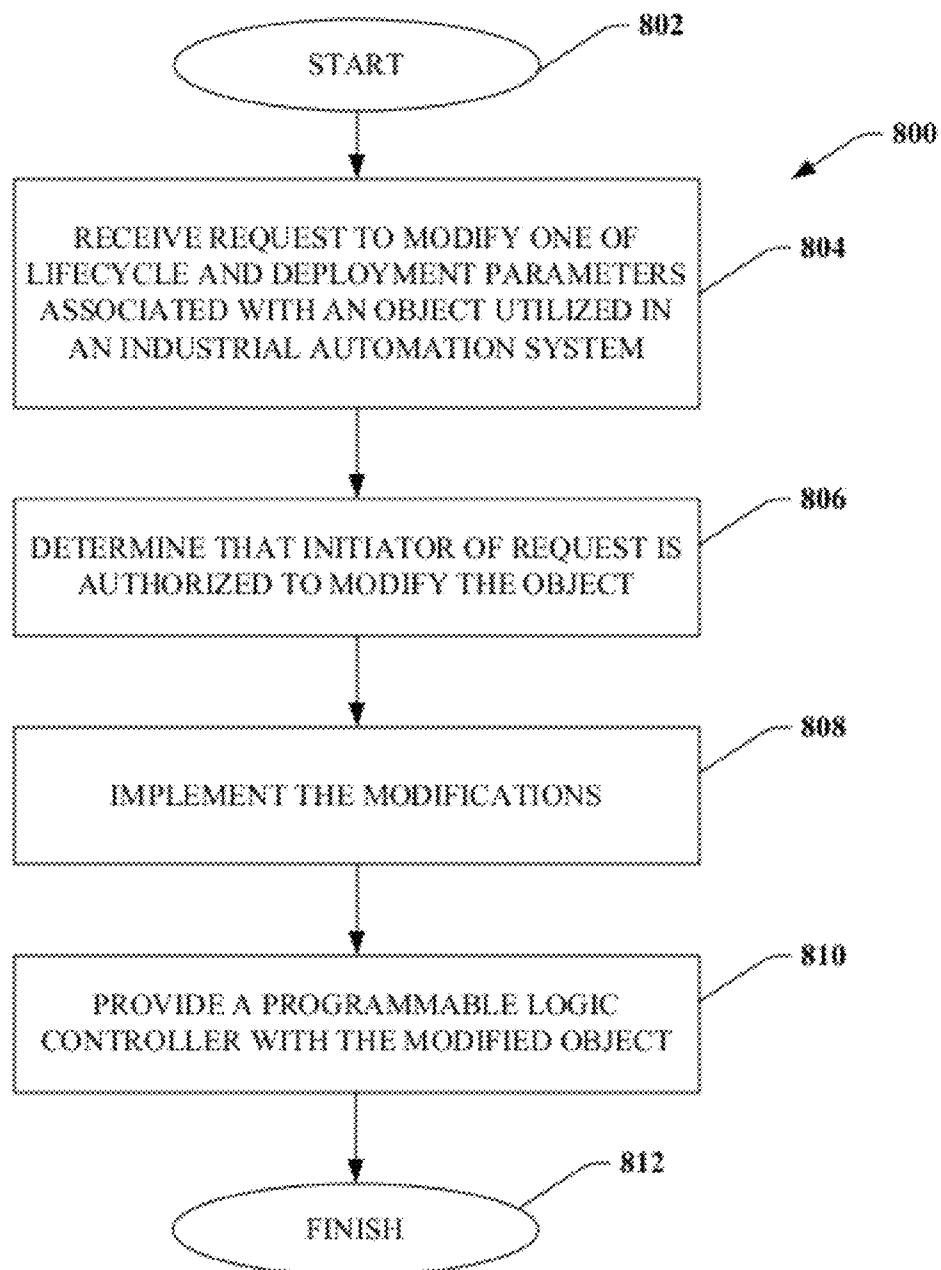 802
START
800
RECEIVE REQUEST TO MODIFY ONE OF
LIFECYCLE AND DEPLOYMENT PARAMETERS
ASSOCIATED WITH AN OBJECT UTILIZED IN
AN INDUSTRIAL AUTOMATION SYSTEM
804
806
DETERMINE THAT INITIATOR OF REQUEST IS
AUTHORIZED TO MODIFY THE OBJECT
808
IMPLEMENT THE MODIFICATIONS
810
PROVIDE A PROGRAMMABLE LOGIC
CONTROLLER WITH THE MODIFIED OBJECT
812
FINISH